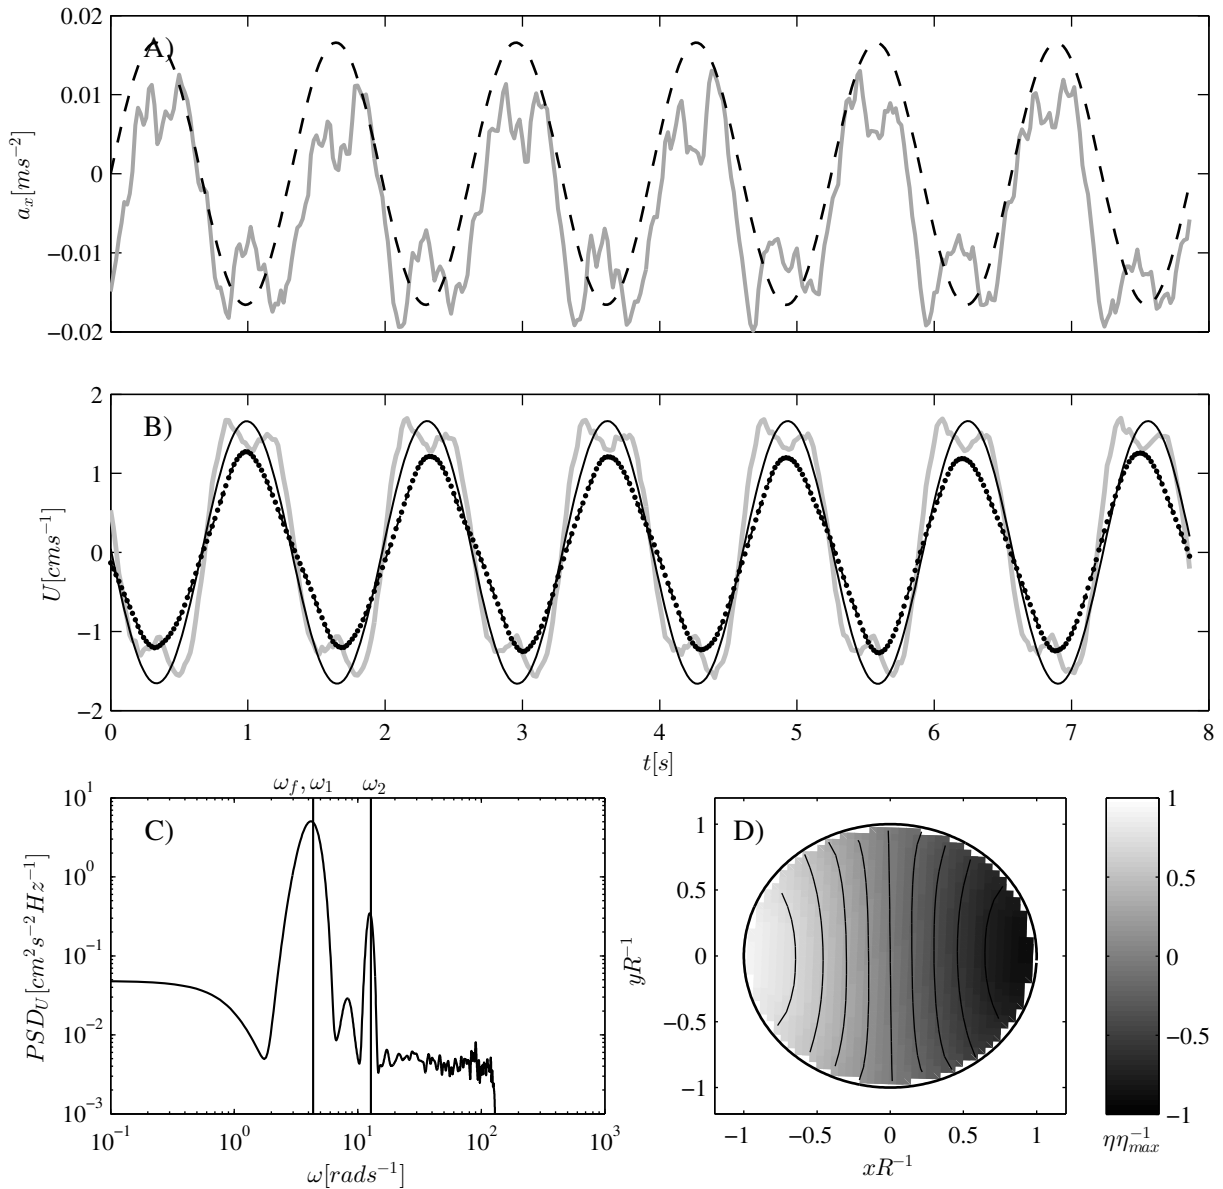 A)
0.02
0.01
0
−0.01
−0.02
a_x[ms^{−2}]
B)
2
1
0
−1
−2
U[cms^{−1}]
0 1 2 3 4 5 6 7 8
t[s]
ω_f, ω_1 ω_2
C)
10^1
10^0
10^{−1}
10^{−2}
10^{−3}
PSD_U[cm^2s^{−2}Hz^{−1}]
10^{−1} 10^0 10^1 10^2 10^3
ω[rads^{−1}]
D)
1
0.5
0
−0.5
−1
yR^{−1}
−1 −0.5 0 0.5 1
xR^{−1}
1
0.5
0
−0.5
−1
ηη_{max}^{−1}